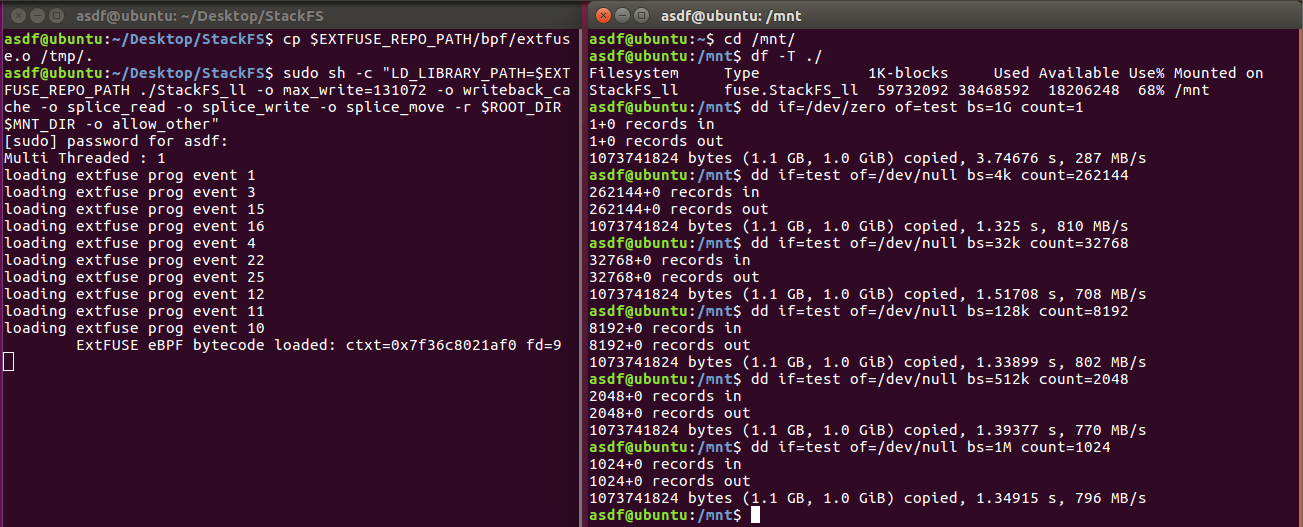 asdf@ubuntu: ~/Desktop/StackFS
asdf@ubuntu:~/Desktop/StackFS$ cp $EXTFUSE_REPO_PATH/bpf/extfus
e.o /tmp/.
asdf@ubuntu:~/Desktop/StackFS$ sudo sh -c "LD_LIBRARY_PATH=$EXT
FUSE_REPO_PATH ./StackFS_ll -o max_write=131072 -o writeback_ca
che -o splice_read -o splice_write -o splice_move -r $ROOT_DIR
$MNT_DIR -o allow_other"
[sudo] password for asdf:
Multi Threaded : 1
loading extfuse prog event 1
loading extfuse prog event 3
loading extfuse prog event 15
loading extfuse prog event 16
loading extfuse prog event 4
loading extfuse prog event 22
loading extfuse prog event 25
loading extfuse prog event 12
loading extfuse prog event 11
loading extfuse prog event 10
ExtFUSE eBPF bytecode loaded: ctxt=0x7f36c8021af0 fd=9
asdf@ubuntu: /mnt
asdf@ubuntu:~$ cd /mnt/
asdf@ubuntu:/mnt$ df -T ./
Filesystem     Type            1K-blocks     Used Available Use% Mounted on
StackFS_ll     fuse.StackFS_ll  59732092 38468592  18206248  68% /mnt
asdf@ubuntu:/mnt$ dd if=/dev/zero of=test bs=1G count=1
1+0 records in
1+0 records out
1073741824 bytes (1.1 GB, 1.0 GiB) copied, 3.74676 s, 287 MB/s
asdf@ubuntu:/mnt$ dd if=test of=/dev/null bs=4k count=262144
262144+0 records in
262144+0 records out
1073741824 bytes (1.1 GB, 1.0 GiB) copied, 1.325 s, 810 MB/s
asdf@ubuntu:/mnt$ dd if=test of=/dev/null bs=32k count=32768
32768+0 records in
32768+0 records out
1073741824 bytes (1.1 GB, 1.0 GiB) copied, 1.51708 s, 708 MB/s
asdf@ubuntu:/mnt$ dd if=test of=/dev/null bs=128k count=8192
8192+0 records in
8192+0 records out
1073741824 bytes (1.1 GB, 1.0 GiB) copied, 1.33899 s, 802 MB/s
asdf@ubuntu:/mnt$ dd if=test of=/dev/null bs=512k count=2048
2048+0 records in
2048+0 records out
1073741824 bytes (1.1 GB, 1.0 GiB) copied, 1.39377 s, 770 MB/s
asdf@ubuntu:/mnt$ dd if=test of=/dev/null bs=1M count=1024
1024+0 records in
1024+0 records out
1073741824 bytes (1.1 GB, 1.0 GiB) copied, 1.34915 s, 796 MB/s
asdf@ubuntu:/mnt$